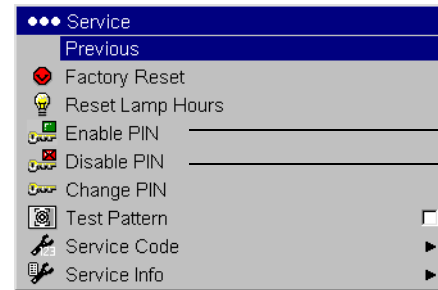 Service
Previous
Factory Reset
Reset Lamp Hours
Enable PIN
Disable PIN
Change PIN
Test Pattern
Service Code
Service Info